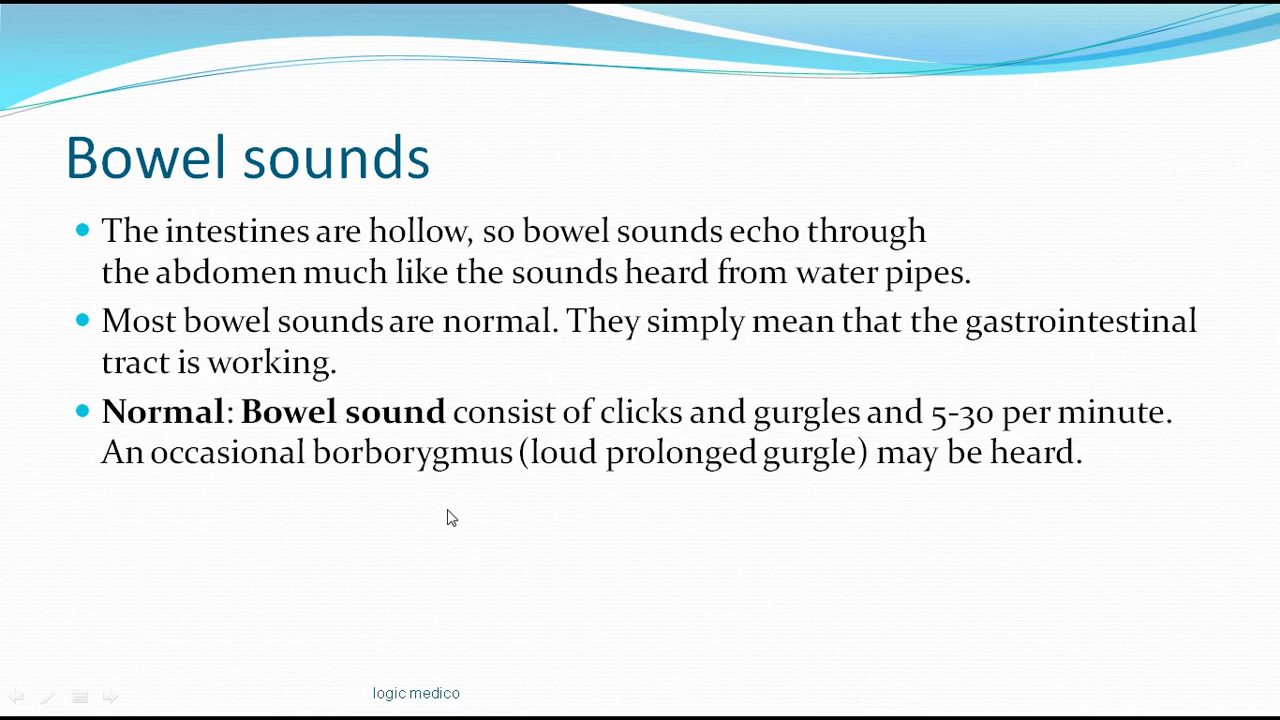 Bowel sounds
The intestines are hollow, so bowel sounds echo through
the abdomen much like the sounds heard from water pipes.
Most bowel sounds are normal. They simply mean that the gastrointestinal
tract is working.
Normal: Bowel sound consist of clicks and gurgles and 5-30 per minute.
An occasional borborygmus (loud prolonged gurgle) may be heard.
logic medico